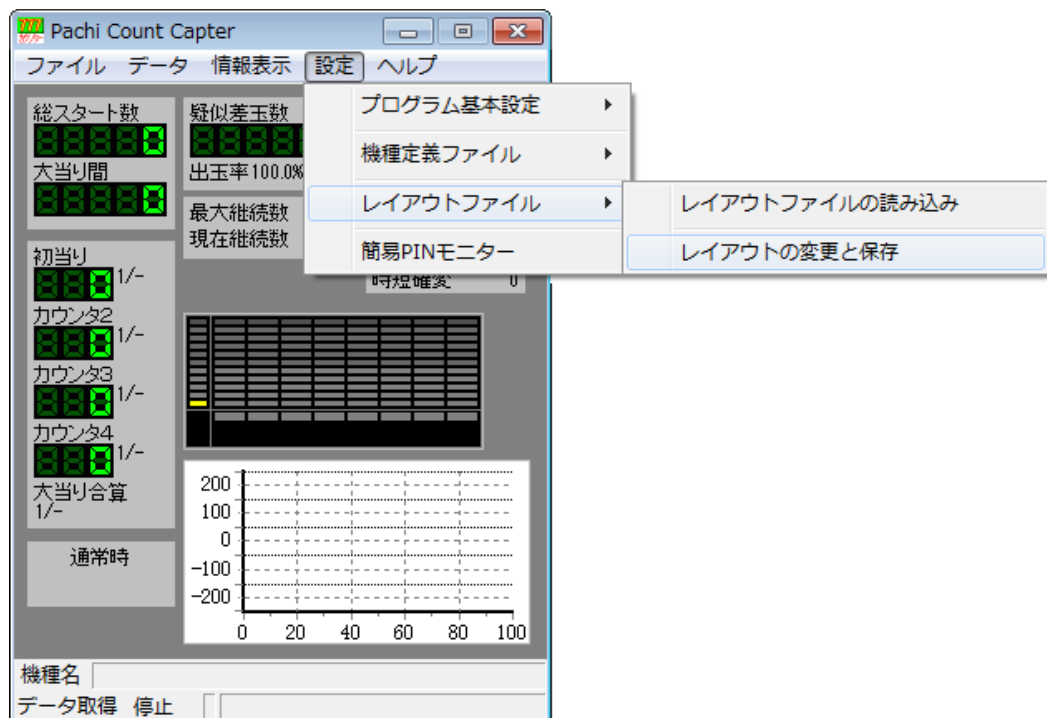 Pachi Count Capter
ファイル データ 情報表示 設定 ヘルプ
総スタート数
疑似差玉数
大当り間
出玉率100.0%
最大継続数
現在継続数
プログラム基本設定
機種定義ファイル
レイアウトファイル
簡易PINモニター
レイアウトファイルの読み込み
レイアウトの変更と保存
時短確変 0
初当り
1/-
カウンタ2
1/-
カウンタ3
1/-
カウンタ4
1/-
大当り合算
1/-
通常時
200
100
0
-100
-200
0 20 40 60 80 100
機種名
データ取得 停止